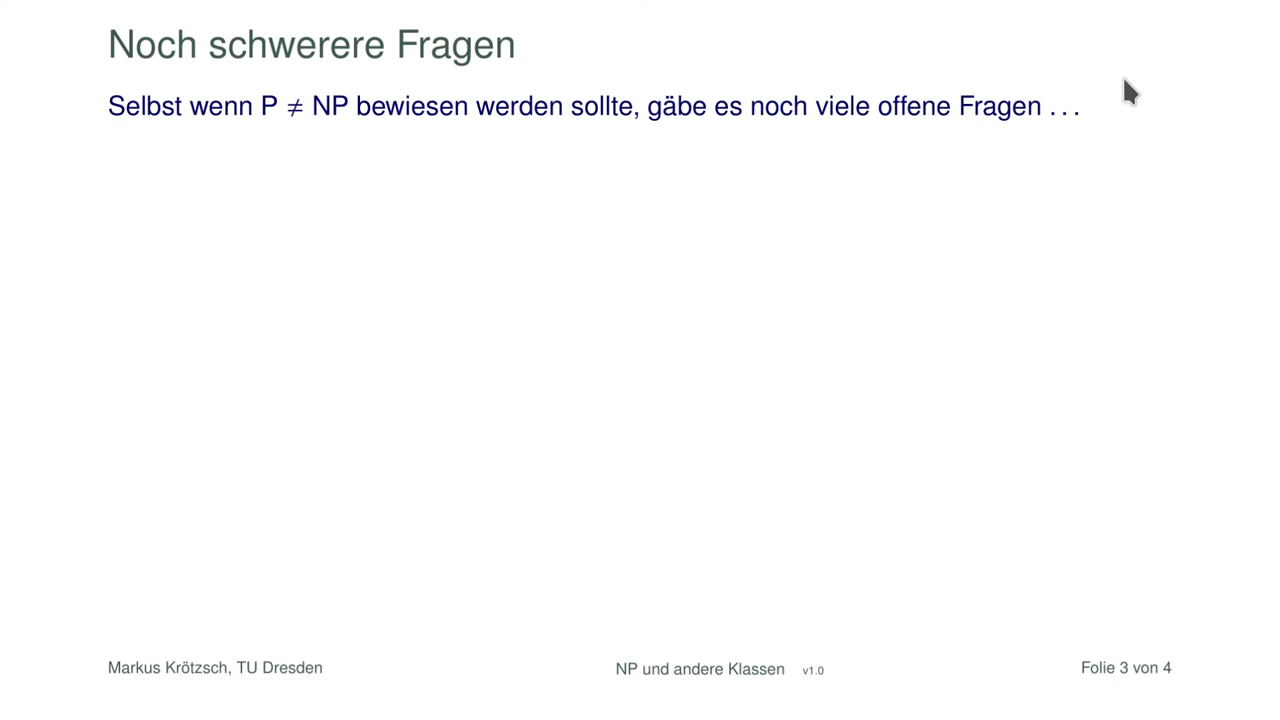 Noch schwerere Fragen
Selbst wenn P ≠ NP bewiesen werden sollte, gäbe es noch viele offene Fragen . . .
Markus Krötzsch, TU Dresden NP und andere Klassen v1.0 Folie 3 von 4